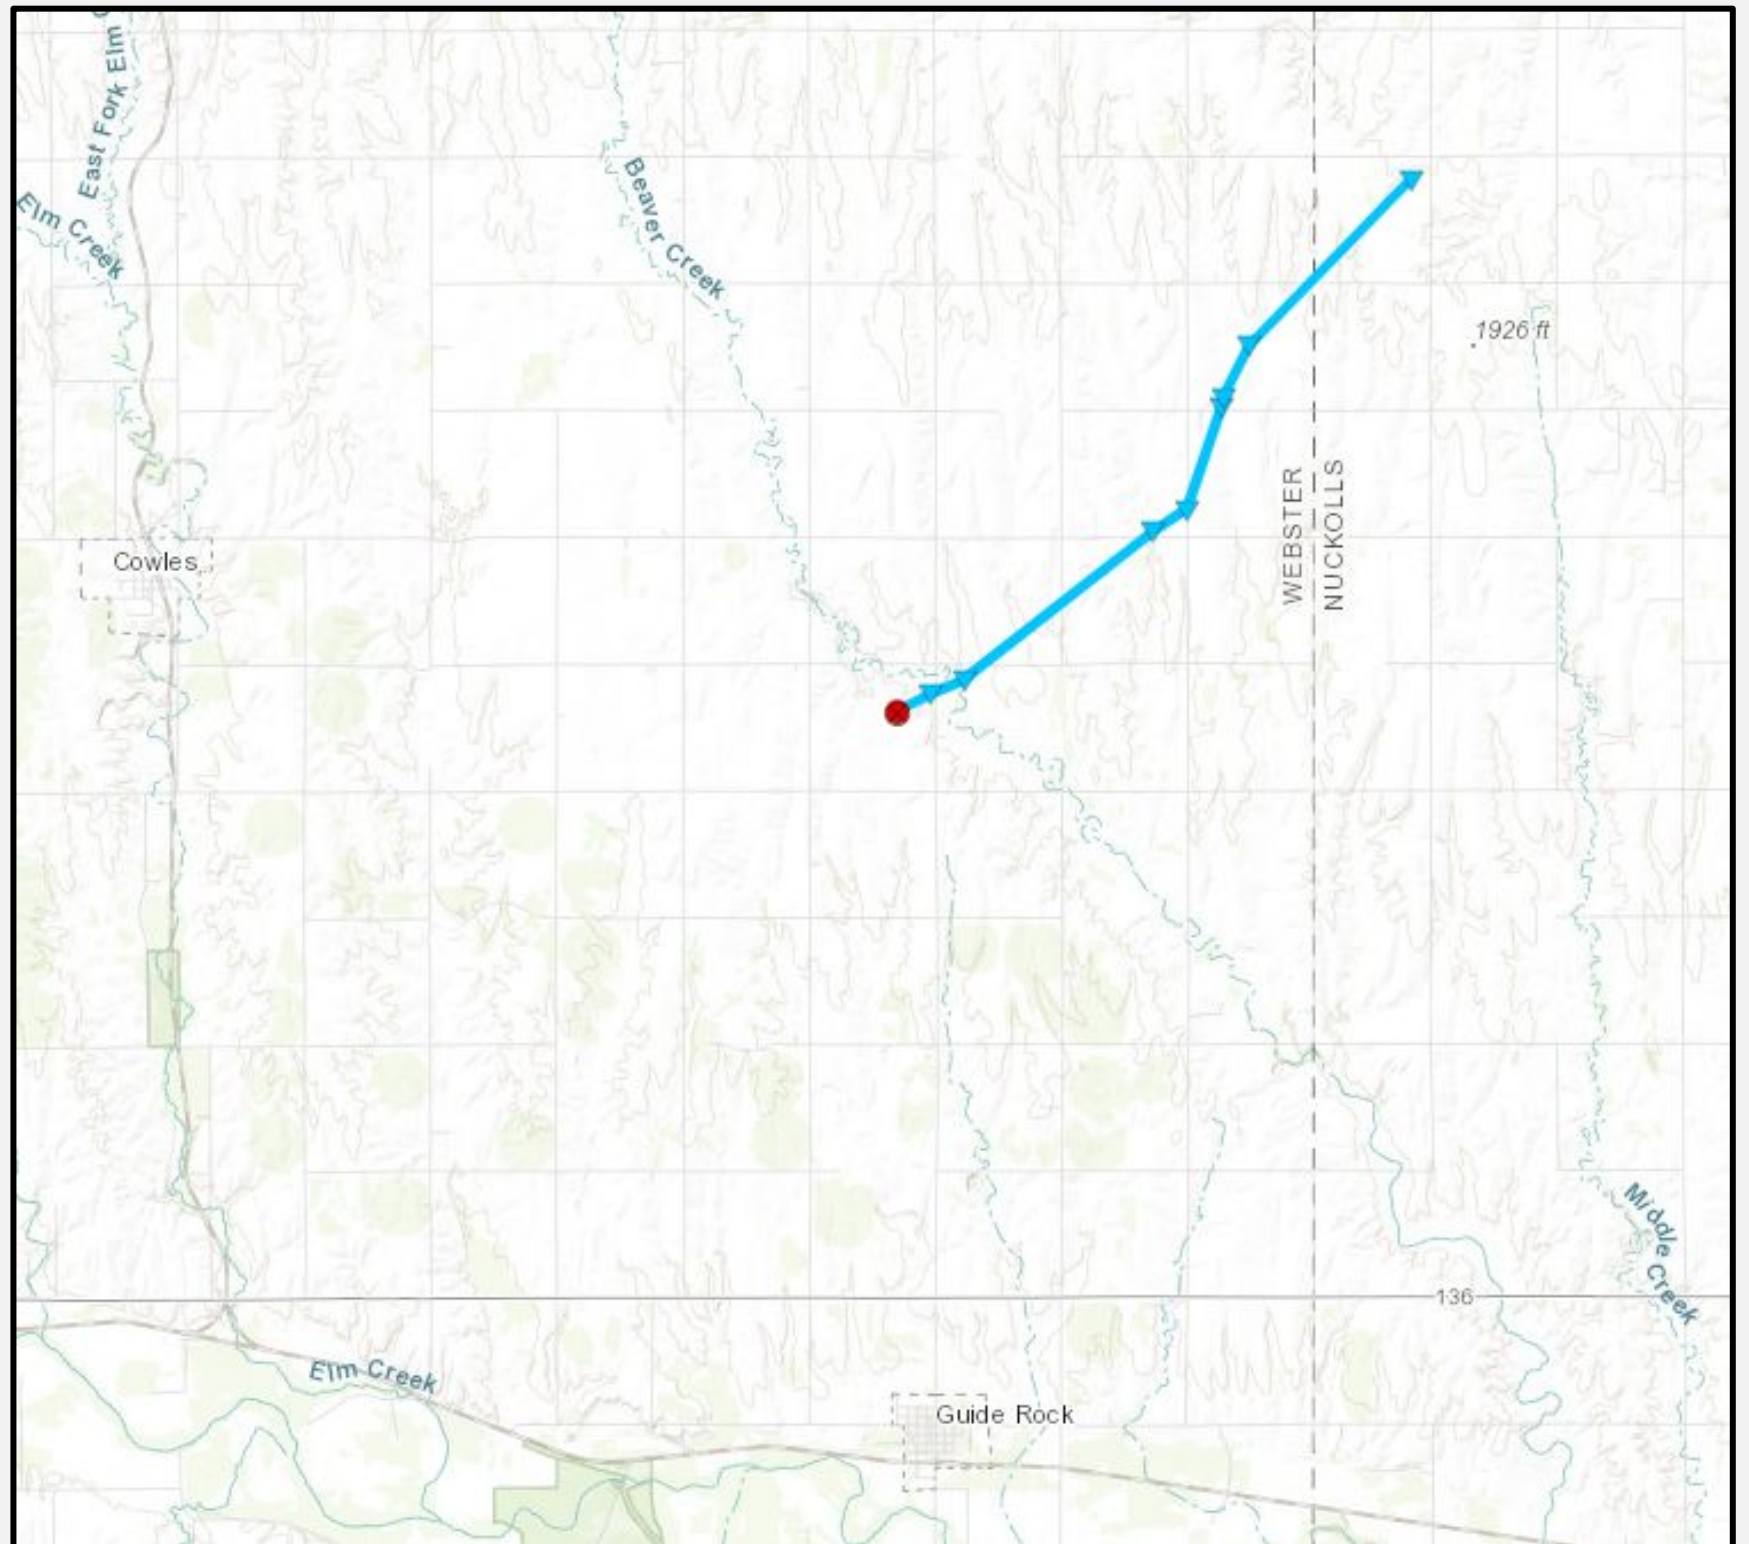 East Fork Elm
Elm Creek
Beaver Creek
1926 ft
WEBSTER
NUCKOLLS
Cowles
Middle Creek
136
Elm Creek
Guide Rock